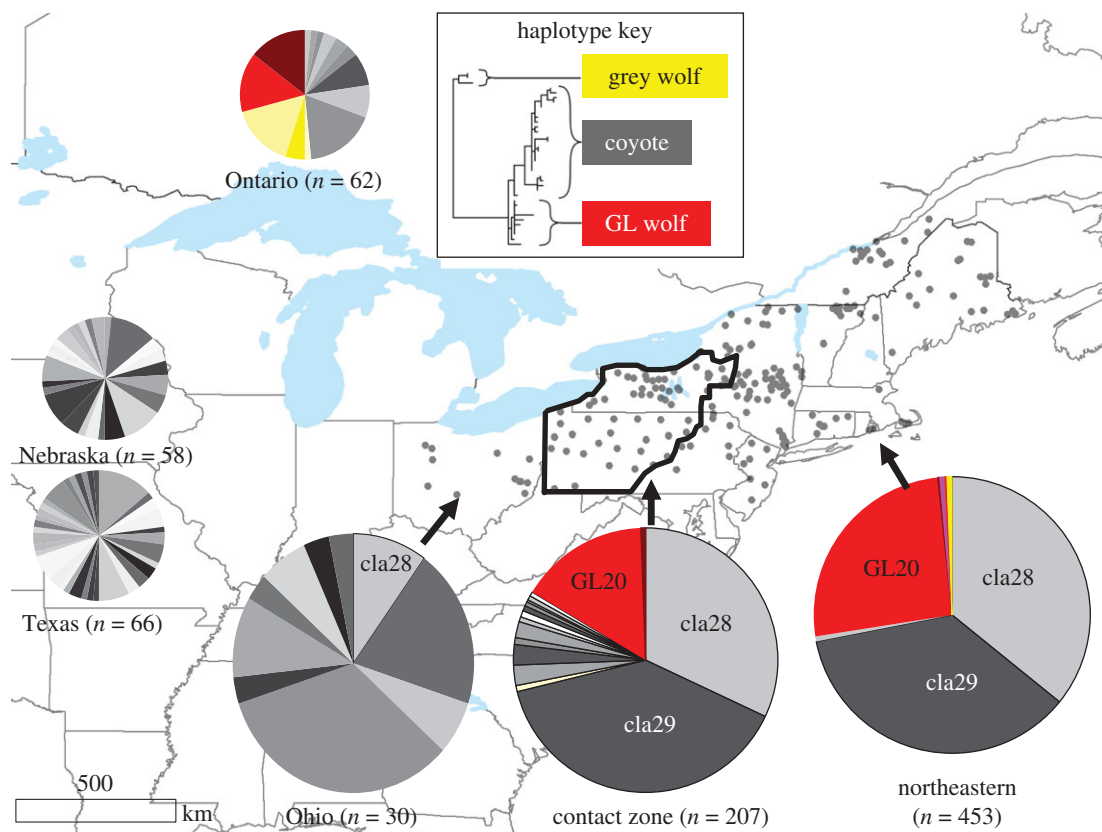 haplotype key
grey wolf
coyote
GL wolf
Ontario (n = 62)
Nebraska (n = 58)
Texas (n = 66)
cla28
GL20
cla28
cla29
GL20
cla28
cla29
500
km
Ohio (n = 30)
contact zone (n = 207)
northeastern
(n = 453)